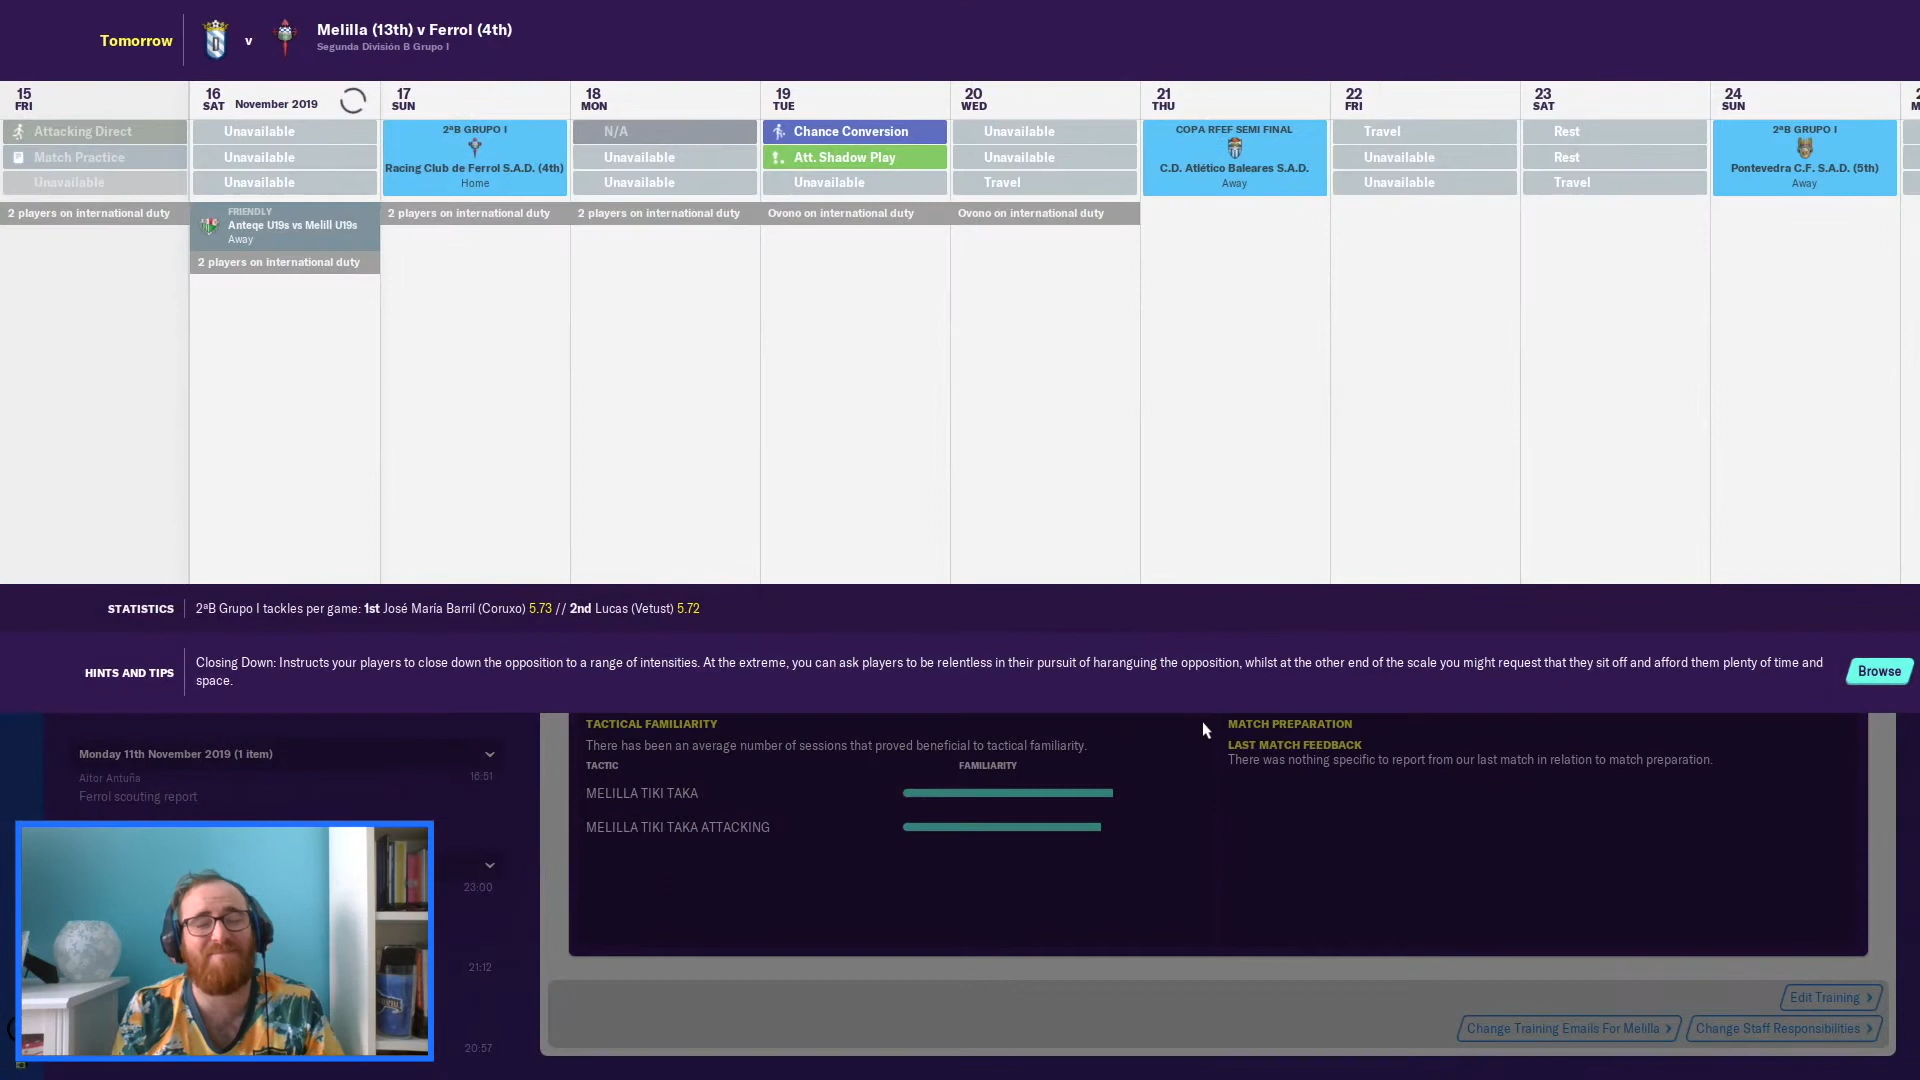 Tomorrow
v
Melilla (13th) v Ferrol (4th)
Segunda División B Grupo I
15
FRI
16
SAT November 2019
17
SUN
18
MON
19
TUE
20
WED
21
THU
22
FRI
23
SAT
24
SUN
Attacking Direct
Match Practice
Unavailable
2 players on international duty
Unavailable
Unavailable
Unavailable
FRIENDLY
Anteqe U19s vs Melill U19s
Away
2 players on international duty
2ªB GRUPO I
Racing Club de Ferrol S.A.D. (4th)
Home
2 players on international duty
N/A
Unavailable
Unavailable
2 players on international duty
Chance Conversion
Att. Shadow Play
Unavailable
Ovono on international duty
Unavailable
Unavailable
Travel
Ovono on international duty
COPA RFEF SEMI FINAL
C.D. Atlético Baleares S.A.D.
Away
Travel
Unavailable
Unavailable
Rest
Rest
Travel
2ªB GRUPO I
Pontevedra C.F. S.A.D. (5th)
Away
STATISTICS
2ªB Grupo I tackles per game: 1st José María Barril (Coruxo) 5.73 // 2nd Lucas (Vetust) 5.72
HINTS AND TIPS
Closing Down: Instructs your players to close down the opposition to a range of intensities. At the extreme, you can ask players to be relentless in their pursuit of haranguing the opposition, whilst at the other end of the scale you might request that they sit off and afford them plenty of time and
space.
Browse
Monday 11th November 2019 (1 item)
Aitor Antuña
16:51
Ferrol scouting report
23:00
21:12
20:57
TACTICAL FAMILIARITY
There has been an average number of sessions that proved beneficial to tactical familiarity.
TACTIC FAMILIARITY
MELILLA TIKI TAKA
MELILLA TIKI TAKA ATTACKING
MATCH PREPARATION
LAST MATCH FEEDBACK
There was nothing specific to report from our last match in relation to match preparation.
Edit Training >
Change Training Emails For Melilla >
Change Staff Responsibilities >